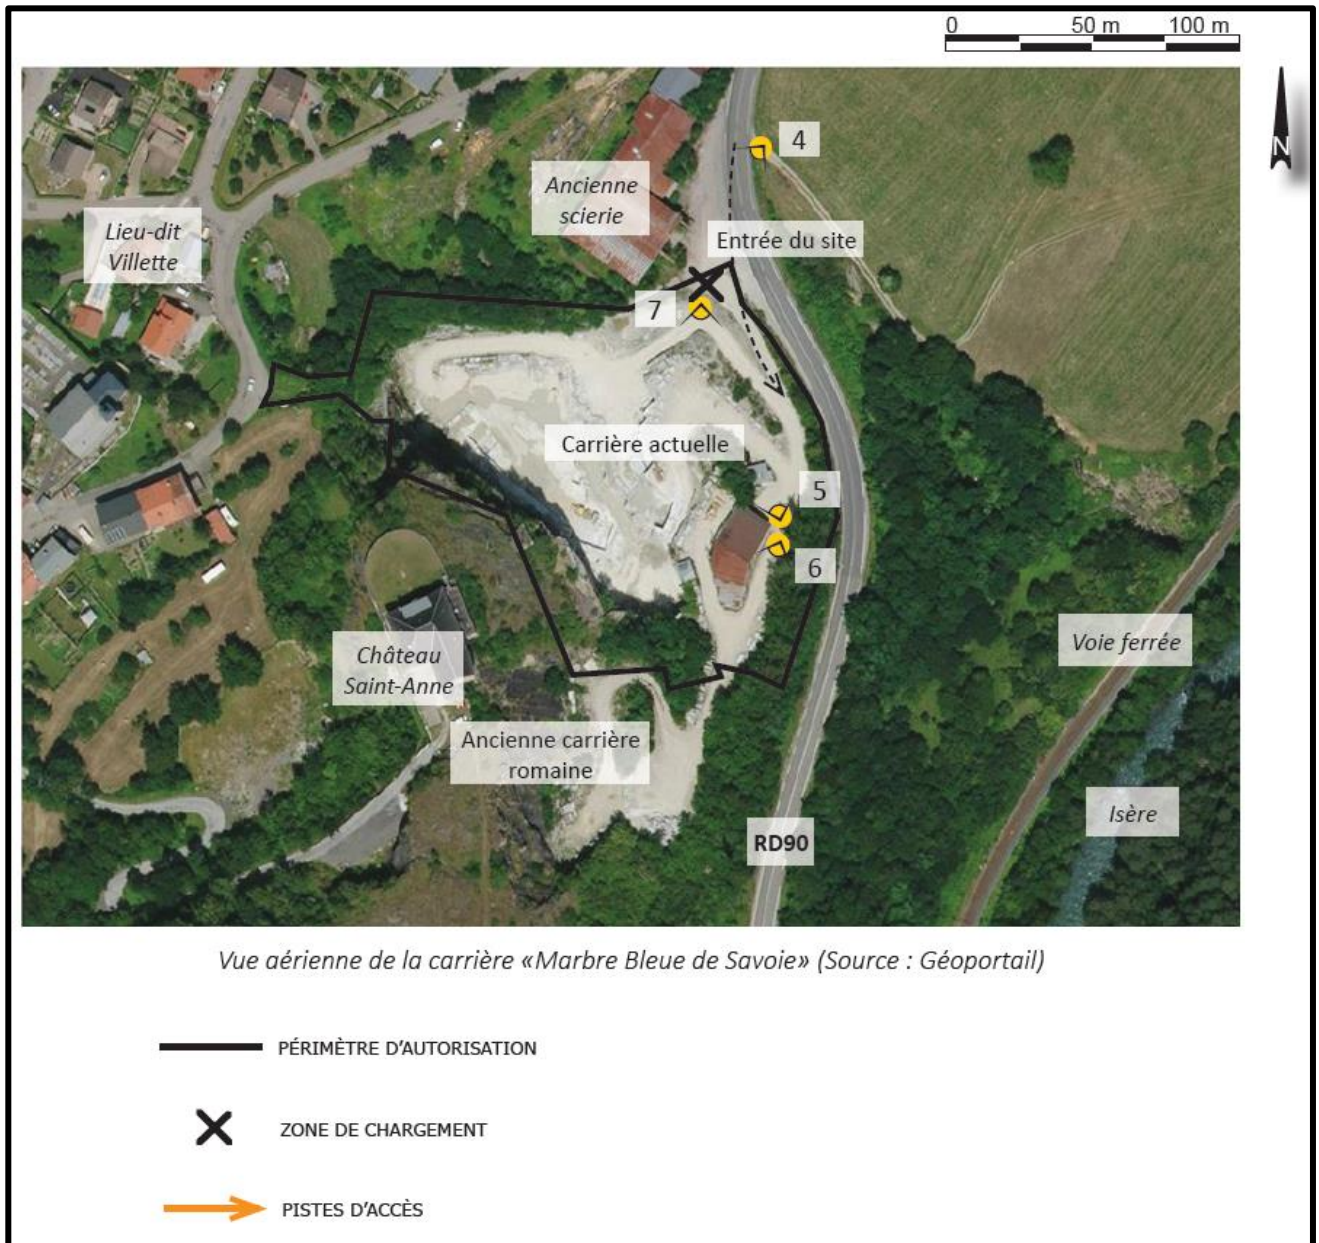 0 50 m 100 m
N
4
Ancienne
scierie
Lieu-dit
Villette
Entrée du site
7
Carrière actuelle
5
6
Château
Saint-Anne
Voie ferrée
Ancienne carrière
romaine
Isère
RD90
Vue aérienne de la carrière «Marbre Bleue de Savoie» (Source : Géoportail)
PÉRIMÈTRE D'AUTORISATION
ZONE DE CHARGEMENT
PISTES D'ACCÈS